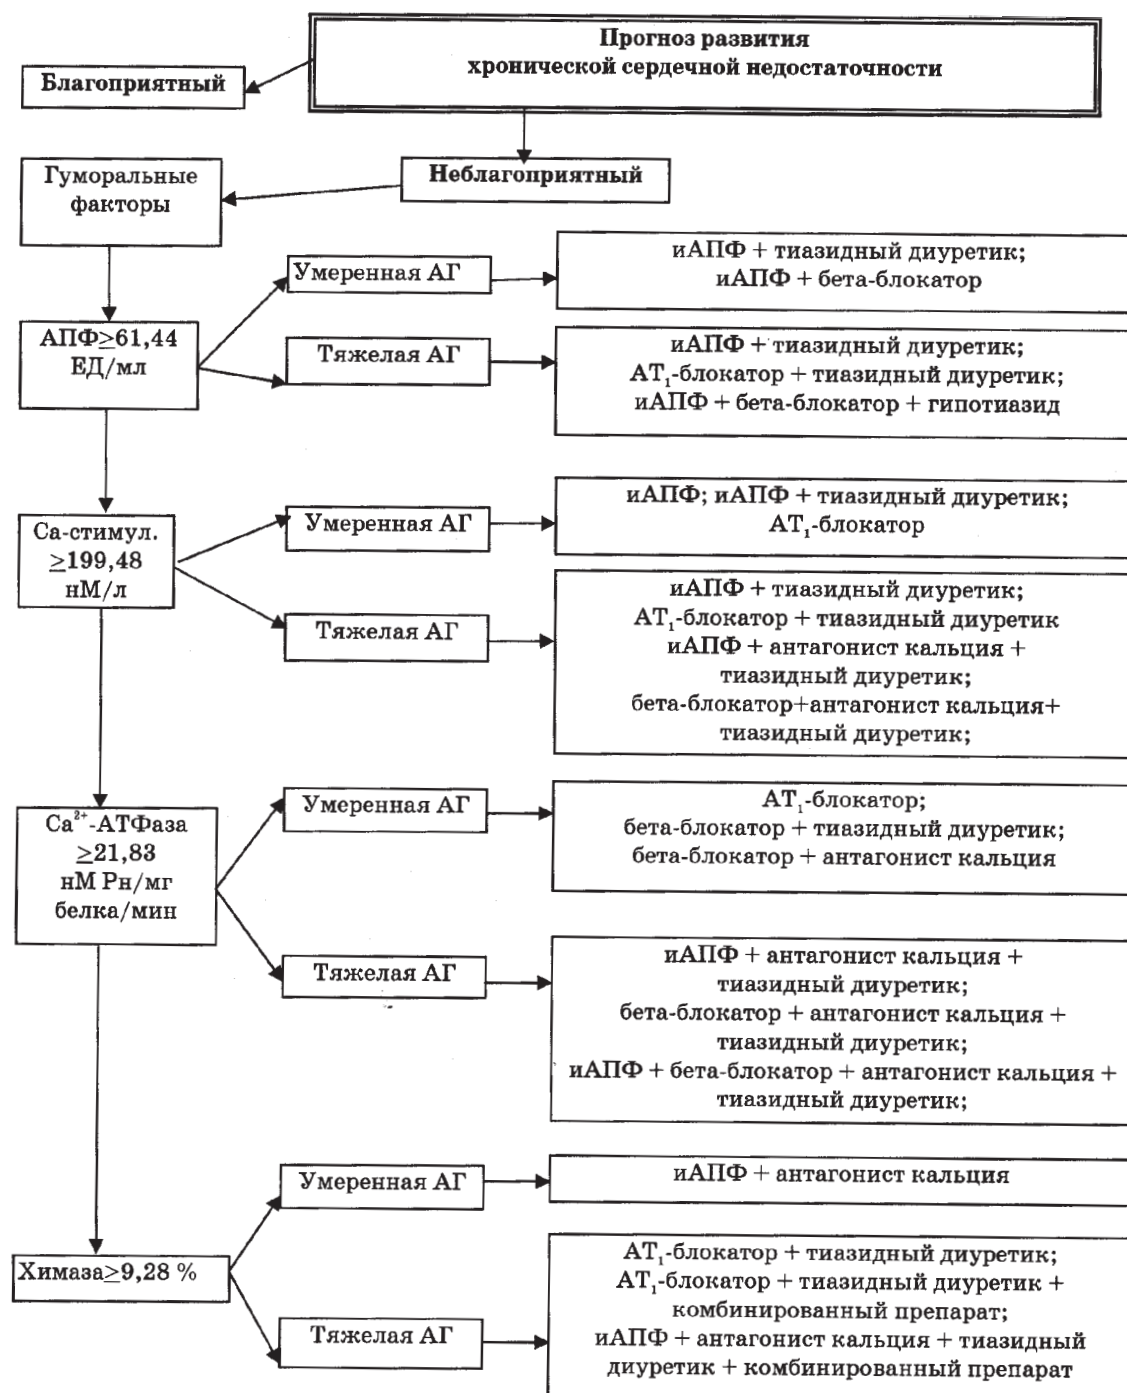 Прогноз развития
хронической сердечной недостаточности
Благоприятный
Неблагоприятный
Гуморальные
факторы
Умеренная АГ
иАПФ + тиазидный диуретик;
иАПФ + бета-блокатор
АПФ≥61,44
ЕД/мл
Тяжелая АГ
иАПФ + тиазидный диуретик;
АТ₁-блокатор + тиазидный диуретик;
иАПФ + бета-блокатор + гипотиазид
Са-стимул.
≥199,48
нМ/л
Умеренная АГ
иАПФ; иАПФ + тиазидный диуретик;
АТ₁-блокатор
Тяжелая АГ
иАПФ + тиазидный диуретик;
АТ₁-блокатор + тиазидный диуретик
иАПФ + антагонист кальция +
тиазидный диуретик;
бета-блокатор+антагонист кальция+
тиазидный диуретик;
Са²⁺-АТФаза
≥21,83
нМ Рн/мг
белка/мин
Умеренная АГ
АТ₁-блокатор;
бета-блокатор + тиазидный диуретик;
бета-блокатор + антагонист кальция
Тяжелая АГ
иАПФ + антагонист кальция +
тиазидный диуретик;
бета-блокатор + антагонист кальция +
тиазидный диуретик;
иАПФ + бета-блокатор + антагонист кальция +
тиазидный диуретик;
Умеренная АГ
иАПФ + антагонист кальция
Химаза≥9,28 %
Тяжелая АГ
АТ₁-блокатор + тиазидный диуретик;
АТ₁-блокатор + тиазидный диуретик +
комбинированный препарат;
иАПФ + антагонист кальция + тиазидный
диуретик + комбинированный препарат